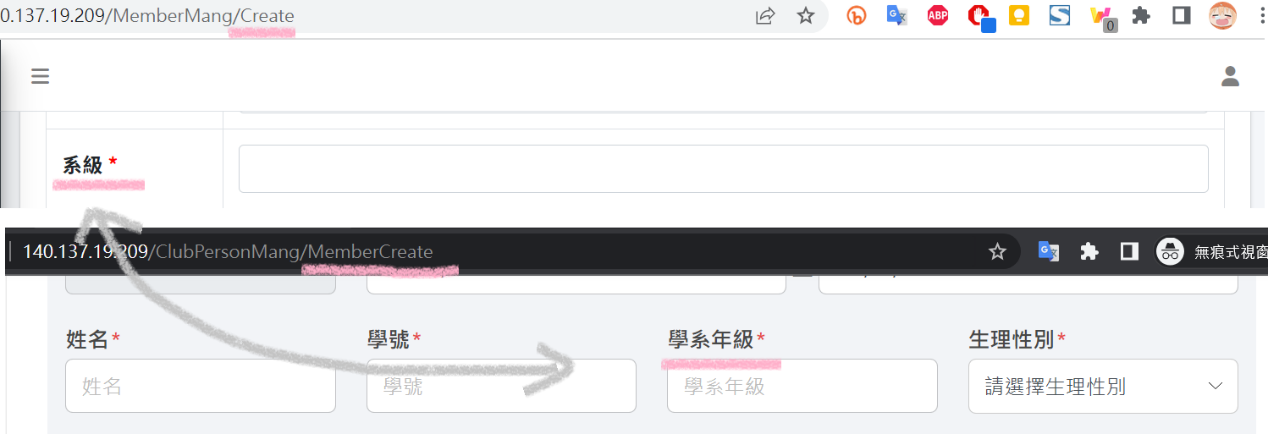 0.137.19.209/MemberMang/Create
ABP
0
系級 *
140.137.19.209/ClubPersonMang/MemberCreate
無痕式視窗
姓名* 學號* 學系年級* 生理性別*
姓名 學號 學系年級 請選擇生理性別